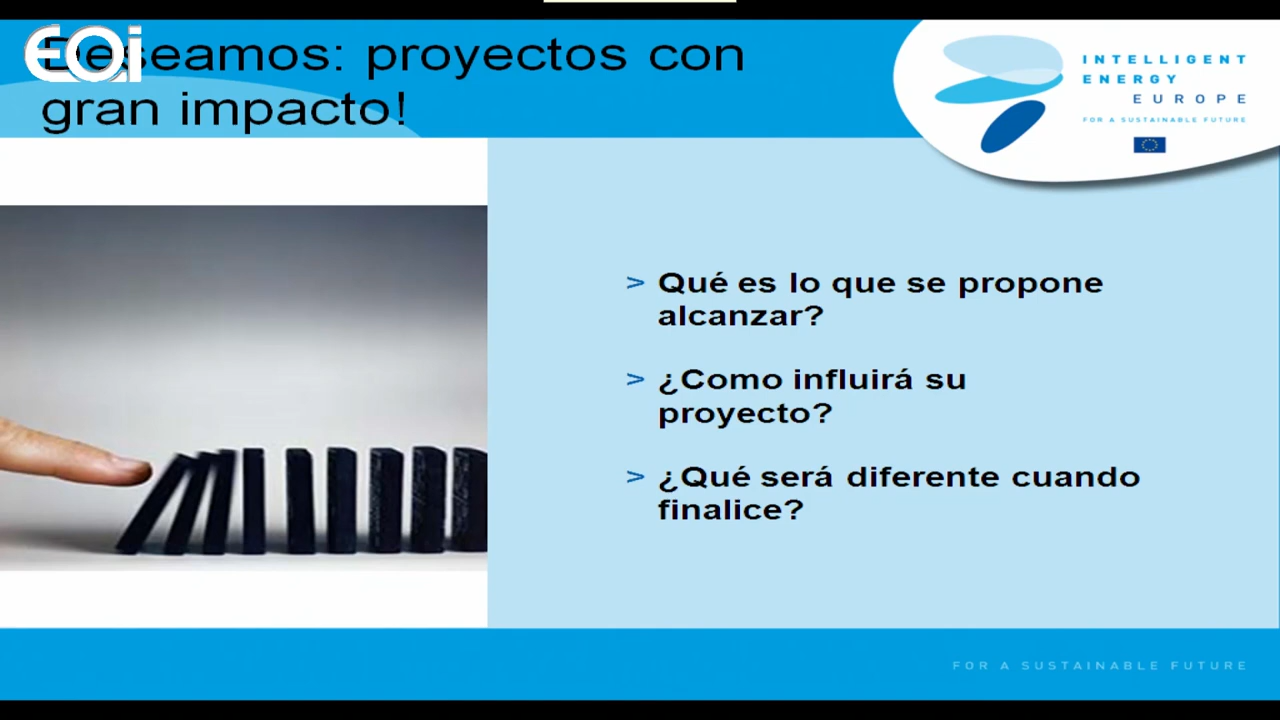 EOi
Deseamos: proyectos con
gran impacto!
INTELLIGENT
ENERGY
EUROPE
FOR A SUSTAINABLE FUTURE
> Qué es lo que se propone
alcanzar?
> ¿Como influirá su
proyecto?
> ¿Qué será diferente cuando
finalice?
FOR A SUSTAINABLE FUTURE